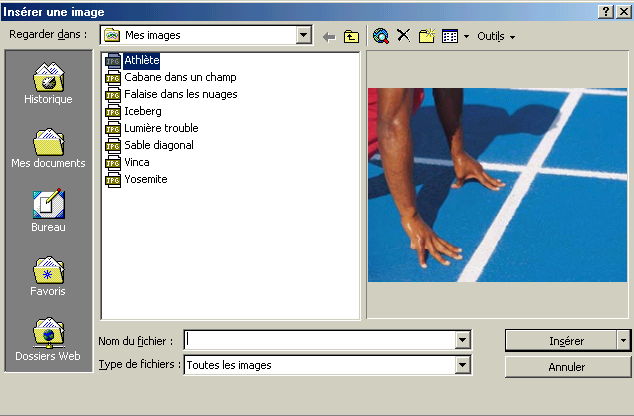 Insérer une image
Regarder dans :
Mes images
Outils
Historique
Mes documents
Bureau
Favoris
Dossiers Web
Athlète
Cabane dans un champ
Falaise dans les nuages
Iceberg
Lumière trouble
Sable diagonal
Vinca
Yosemite
Nom du fichier :
Insérer
Type de fichiers :
Toutes les images
Annuler